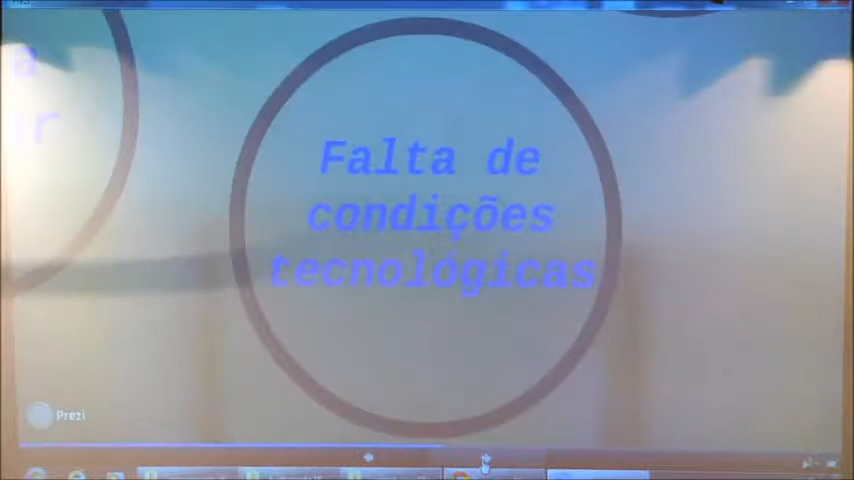 Falta de
condições
tecnológicas
Prezi